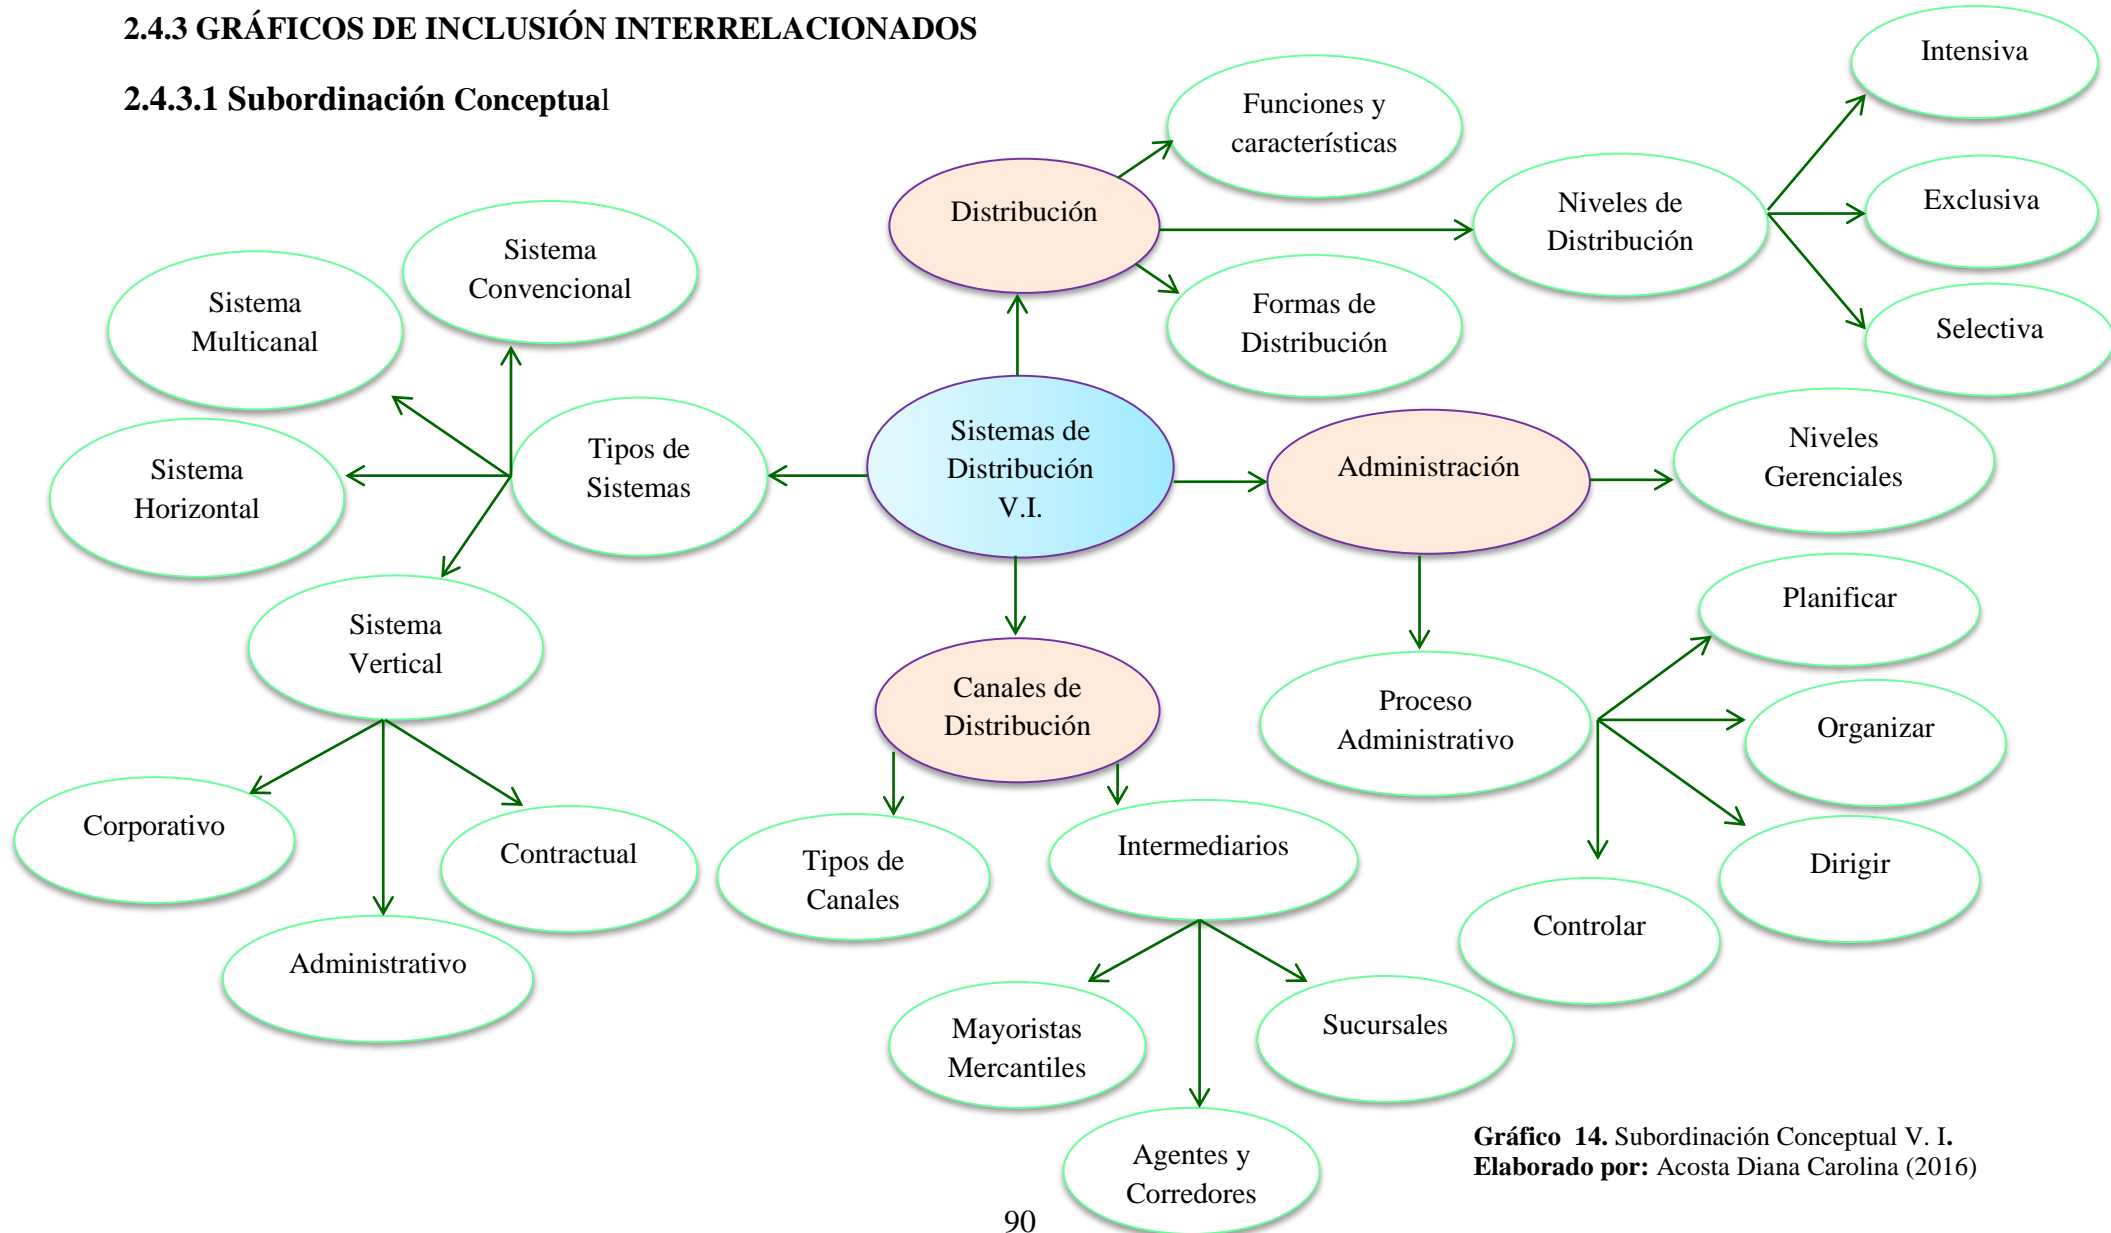 2.4.3 GRÁFICOS DE INCLUSIÓN INTERRELACIONADOS
2.4.3.1 Subordinación Conceptual
Intensiva
Funciones y
características
Niveles de
Distribución
Exclusiva
Distribución
Sistema
Convencional
Sistema
Multicanal
Formas de
Distribución
Selectiva
Sistemas de
Distribución
V.I.
Tipos de
Sistemas
Sistema
Horizontal
Administración
Niveles
Gerenciales
Sistema
Vertical
Planificar
Canales de
Distribución
Proceso
Administrativo
Organizar
Corporativo
Contractual
Tipos de
Canales
Intermediarios
Dirigir
Administrativo
Controlar
Mayoristas
Mercantiles
Sucursales
Agentes y
Corredores
Gráfico 14. Subordinación Conceptual V. I.
Elaborado por: Acosta Diana Carolina (2016)
90